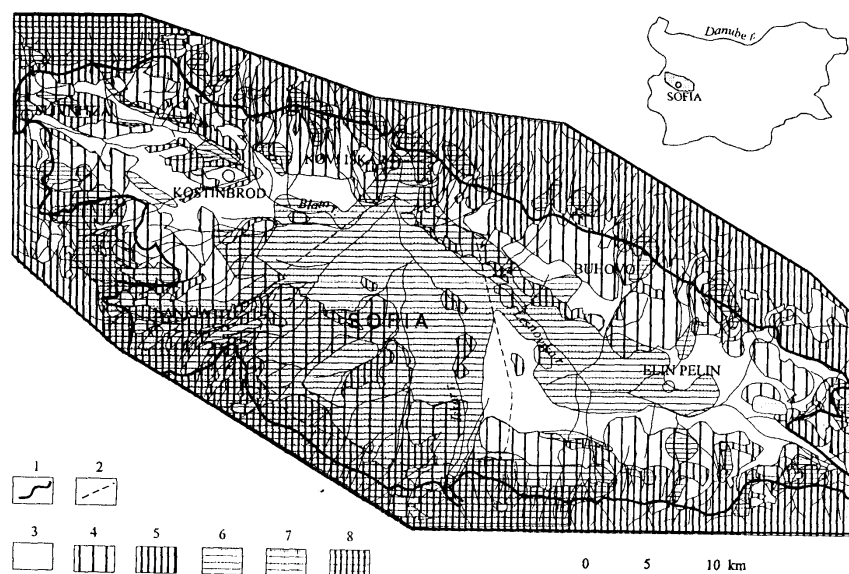 Danube r.
SOFIA
KOSTINBROD
Blato
BUHOVO
SOFIA
ELIN PELIN
1 2
3 4 5 6 7 8
0 5 10 km